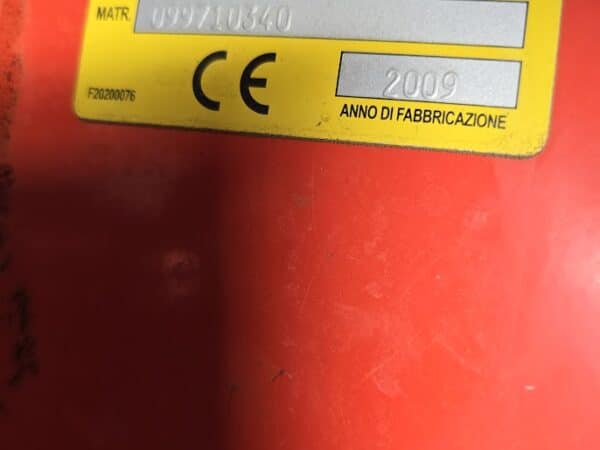 MATR. 099710340
F20200076 CE 2009
ANNO DI FABBRICAZIONE